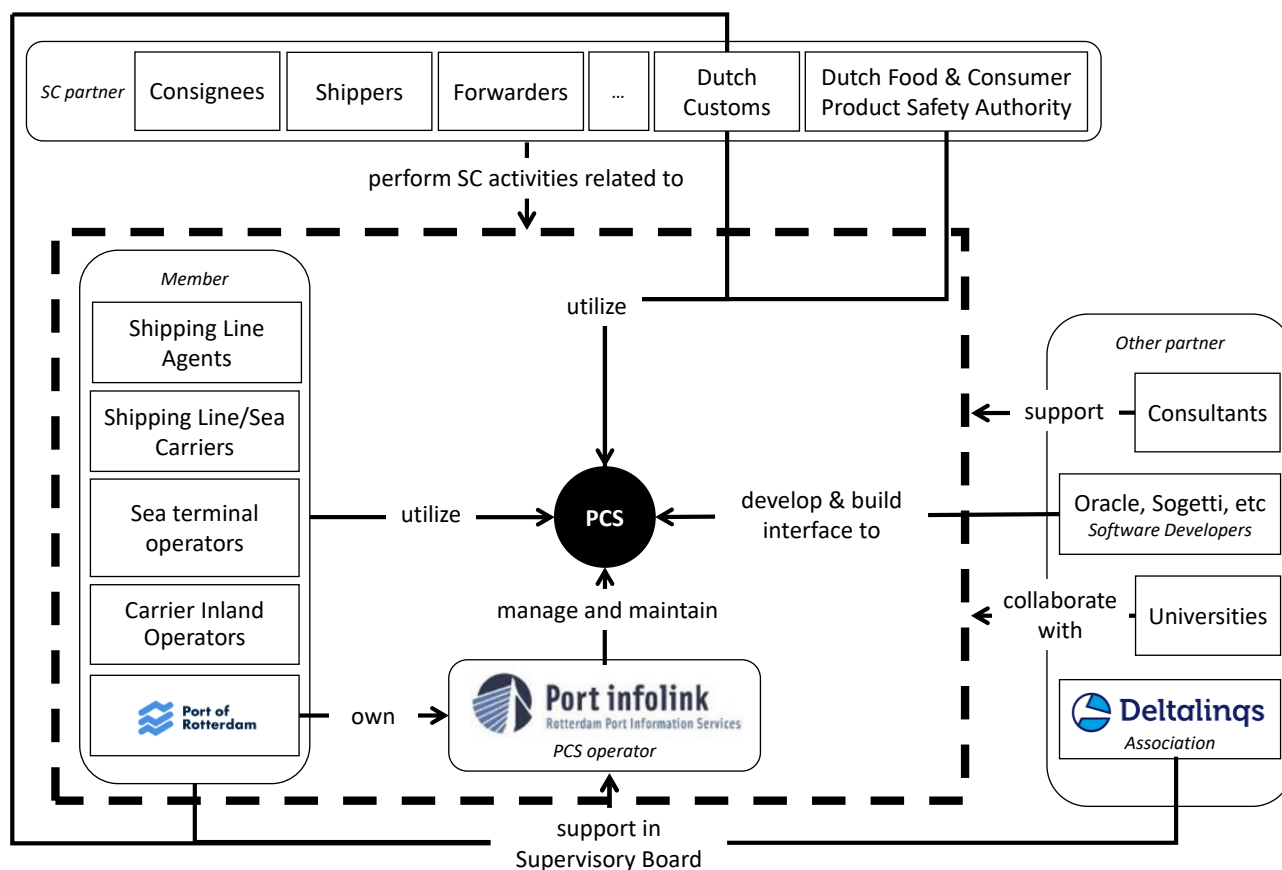 SC partner
Consignees
Shippers
Forwarders
...
Dutch
Customs
Dutch Food & Consumer
Product Safety Authority
perform SC activities related to
Member
Shipping Line
Agents
Shipping Line/Sea
Carriers
Sea terminal
operators
Carrier Inland
Operators
Port of
Rotterdam
utilize
utilize
PCS
develop & build
interface to
manage and maintain
own
Port infolink
Rotterdam Port Information Services
PCS operator
support in
Supervisory Board
Other partner
support
Consultants
Oracle, Sogetti, etc
Software Developers
collaborate
with
Universities
Deltalinqs
Association